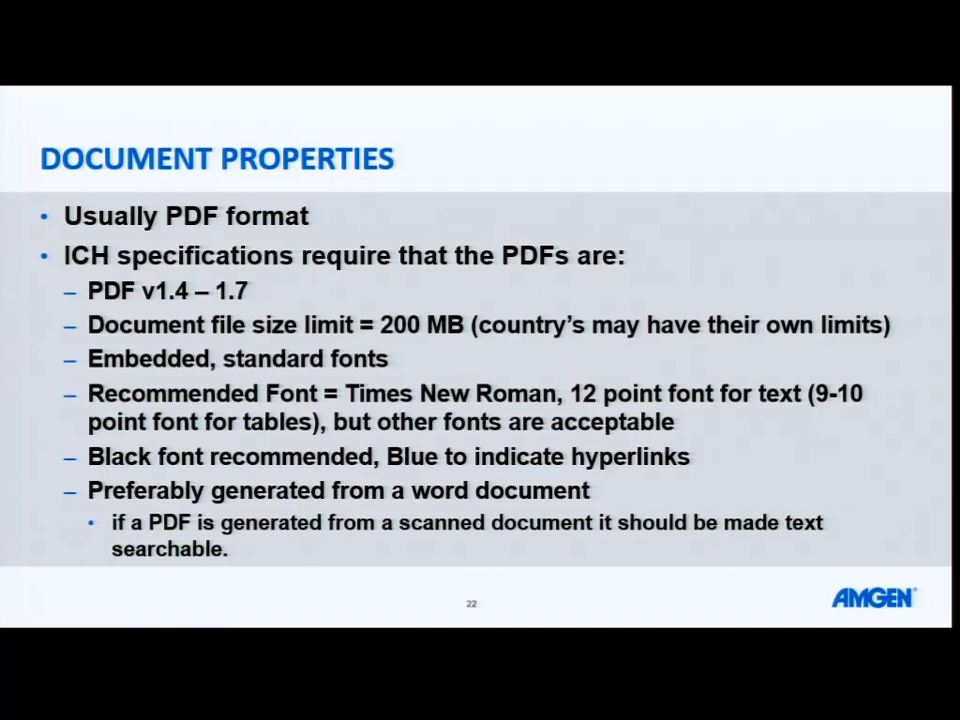 DOCUMENT PROPERTIES
• Usually PDF format
• ICH specifications require that the PDFs are:
– PDF v1.4 – 1.7
– Document file size limit = 200 MB (country's may have their own limits)
– Embedded, standard fonts
– Recommended Font = Times New Roman, 12 point font for text (9-10
point font for tables), but other fonts are acceptable
– Black font recommended, Blue to indicate hyperlinks
– Preferably generated from a word document
• if a PDF is generated from a scanned document it should be made text
searchable.
22
AMGEN®